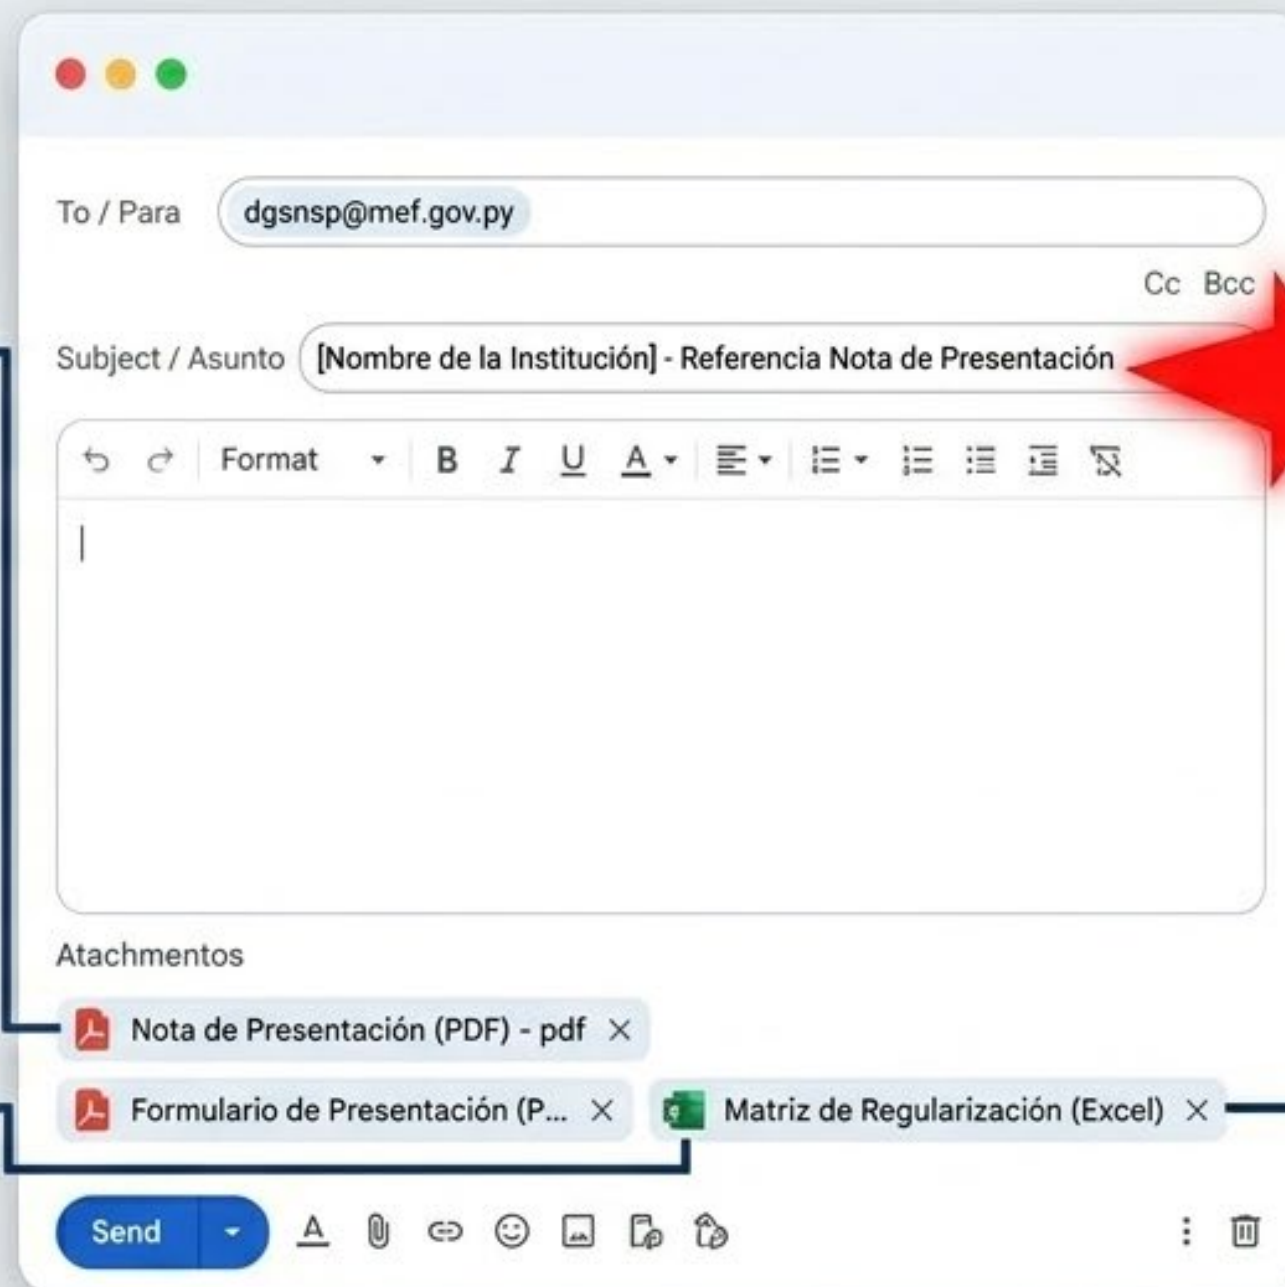 To / Para dgsnsp@mef.gov.py
Cc Bcc
Subject / Asunto [Nombre de la Institución] - Referencia Nota de Presentación
Format B I U A
Atachmentos
Nota de Presentación (PDF) - pdf
Formulario de Presentación (P... Matriz de Regularización (Excel)
Send A